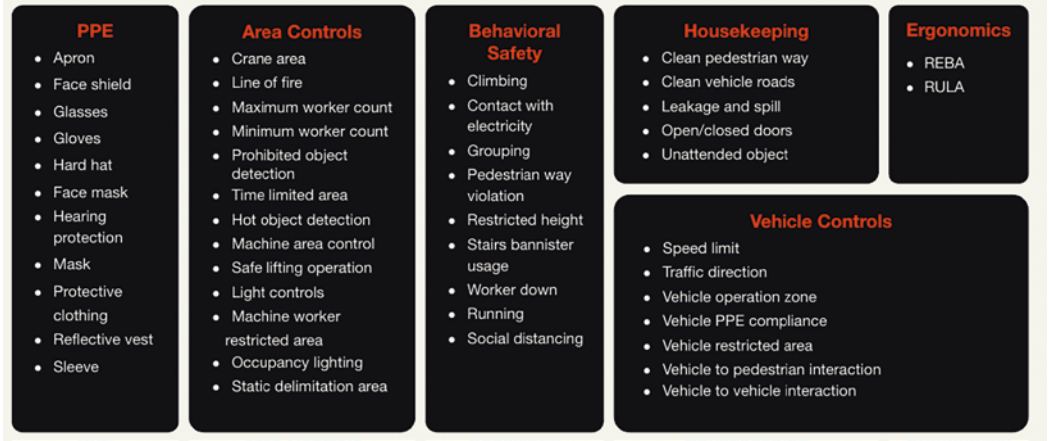 PPE
• Apron
• Face shield
• Glasses
• Gloves
• Hard hat
• Face mask
• Hearing
protection
• Mask
• Protective
clothing
• Reflective vest
• Sleeve
Area Controls
• Crane area
• Line of fire
• Maximum worker count
• Minimum worker count
• Prohibited object
detection
• Time limited area
• Hot object detection
• Machine area control
• Safe lifting operation
• Light controls
• Machine worker
restricted area
• Occupancy lighting
• Static delimitation area
Behavioral
Safety
• Climbing
• Contact with
electricity
• Grouping
• Pedestrian way
violation
• Restricted height
• Stairs bannister
usage
• Worker down
• Running
• Social distancing
Housekeeping
• Clean pedestrian way
• Clean vehicle roads
• Leakage and spill
• Open/closed doors
• Unattended object
Ergonomics
• REBA
• RULA
Vehicle Controls
• Speed limit
• Traffic direction
• Vehicle operation zone
• Vehicle PPE compliance
• Vehicle restricted area
• Vehicle to pedestrian interaction
• Vehicle to vehicle interaction